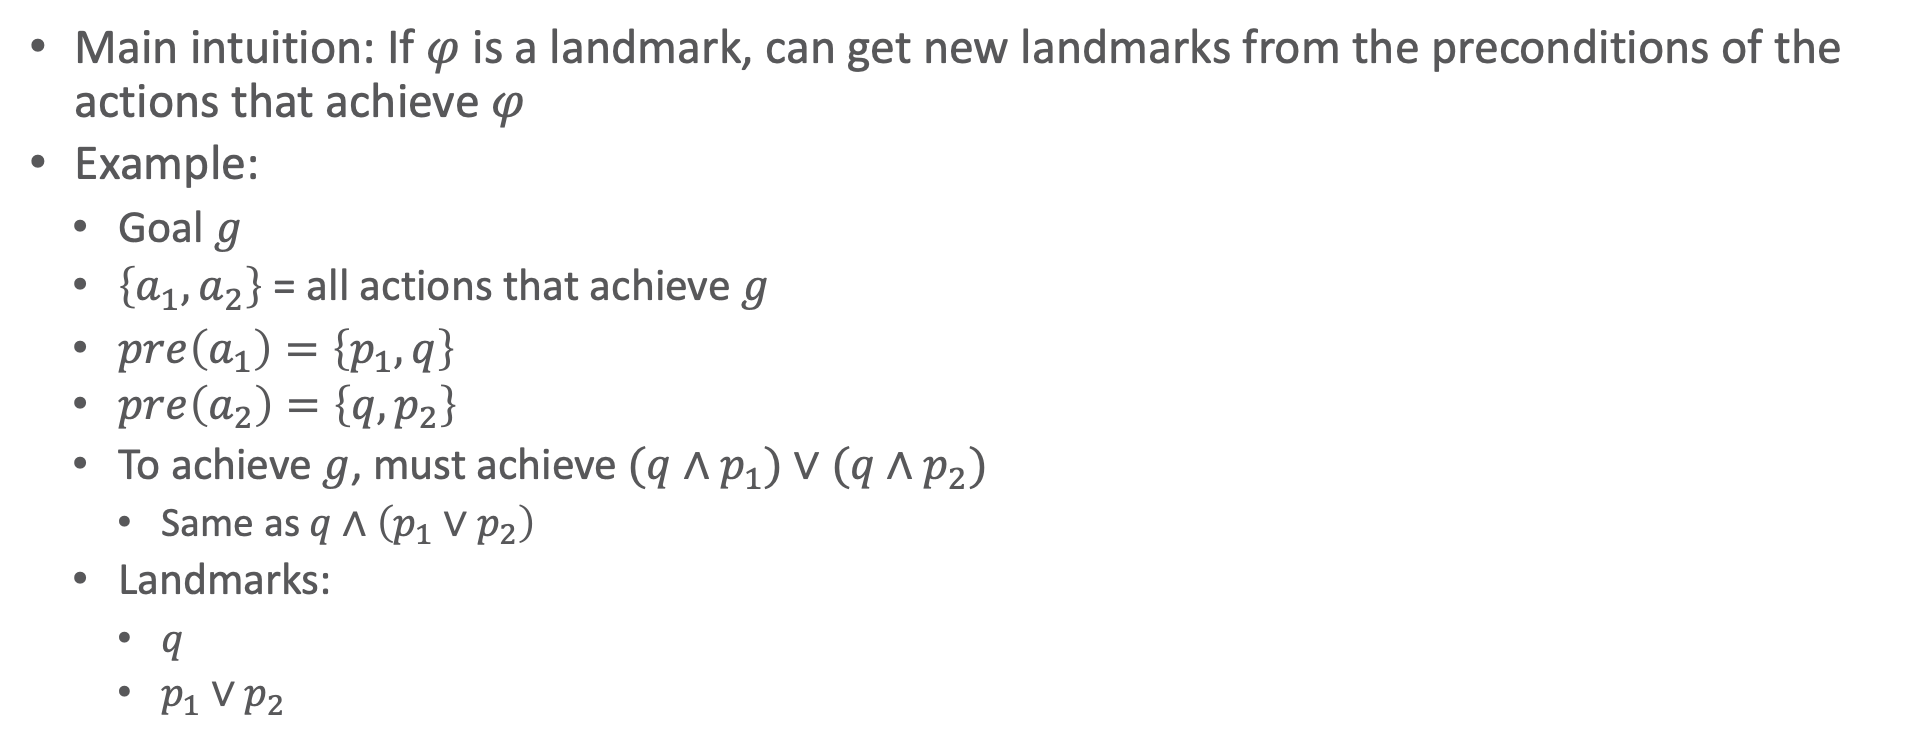 • Main intuition: If 𝜑 is a landmark, can get new landmarks from the preconditions of the
actions that achieve 𝜑
• Example:
• Goal 𝑔
• {𝑎₁, 𝑎₂} = all actions that achieve 𝑔
• 𝑝𝑟𝑒(𝑎₁) = {𝑝₁, 𝑞}
• 𝑝𝑟𝑒(𝑎₂) = {𝑞, 𝑝₂}
• To achieve 𝑔, must achieve (𝑞 ∧ 𝑝₁) ∨ (𝑞 ∧ 𝑝₂)
• Same as 𝑞 ∧ (𝑝₁ ∨ 𝑝₂)
• Landmarks:
• 𝑞
• 𝑝₁ ∨ 𝑝₂